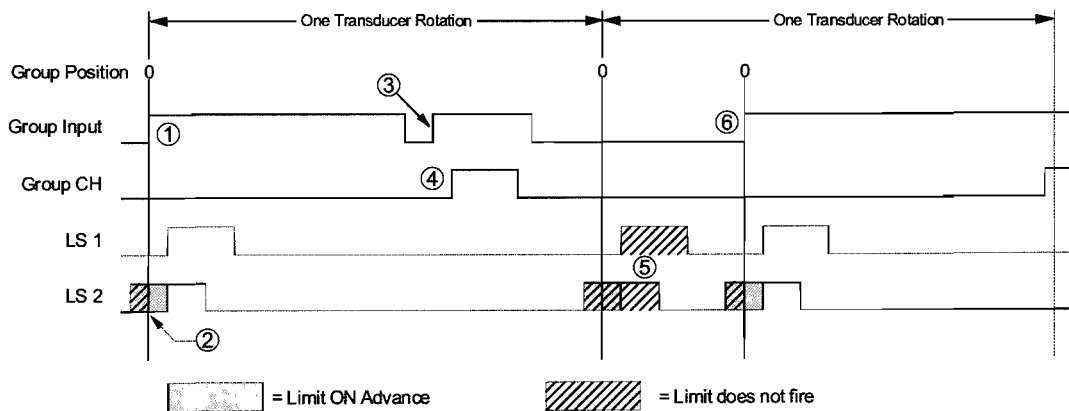 One Transducer Rotation One Transducer Rotation
Group Position 0 0 0
③
Group Input ① ⑥
Group CH ④
LS 1
⑤
LS 2
②
= Limit ON Advance = Limit does not fire